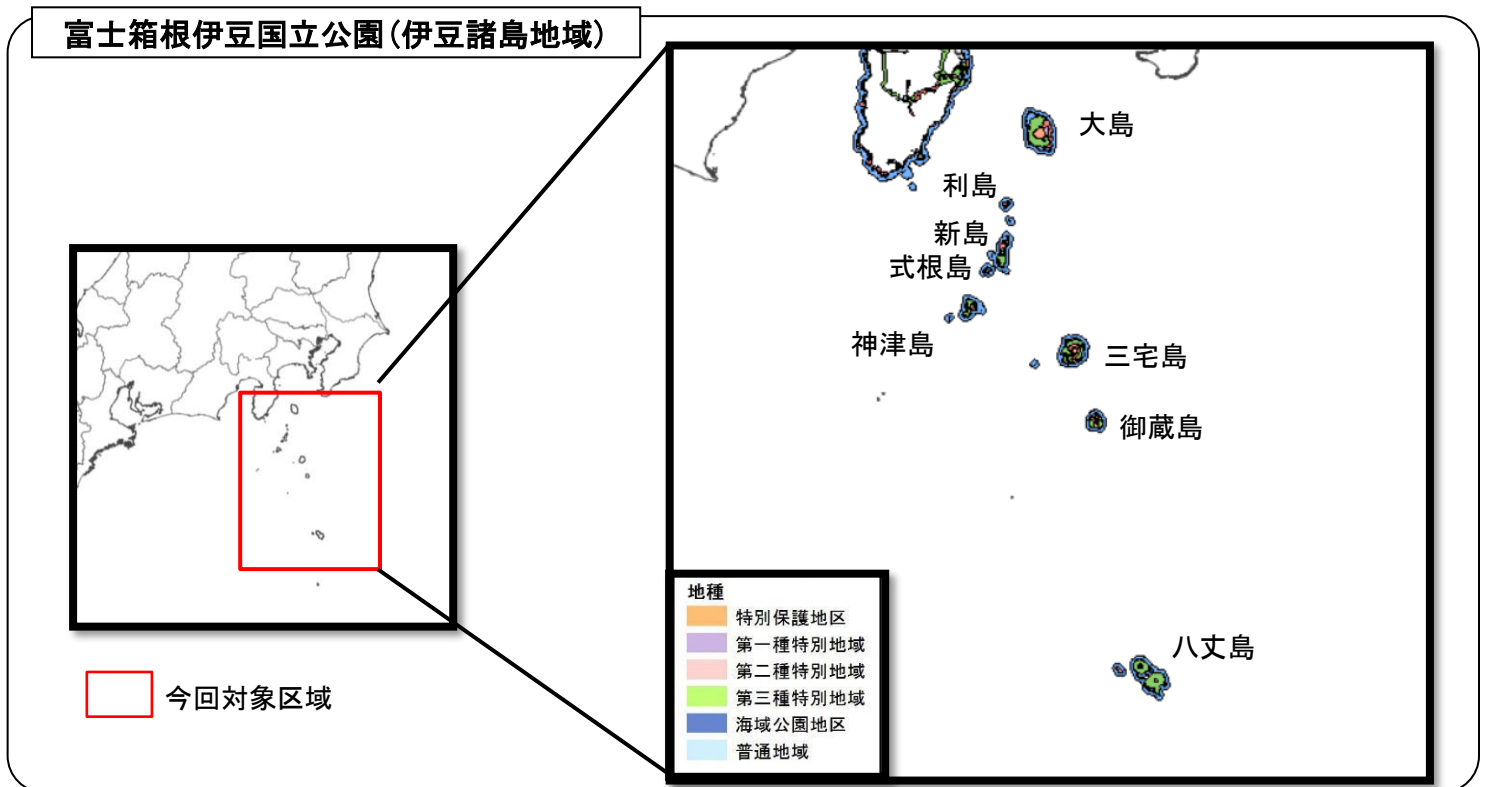 富士箱根伊豆国立公園(伊豆諸島地域)
大島
利島
新島
式根島
神津島
三宅島
御蔵島
八丈島
地種
特別保護地区
第一種特別地域
第二種特別地域
第三種特別地域
海域公園地区
普通地域
今回対象区域